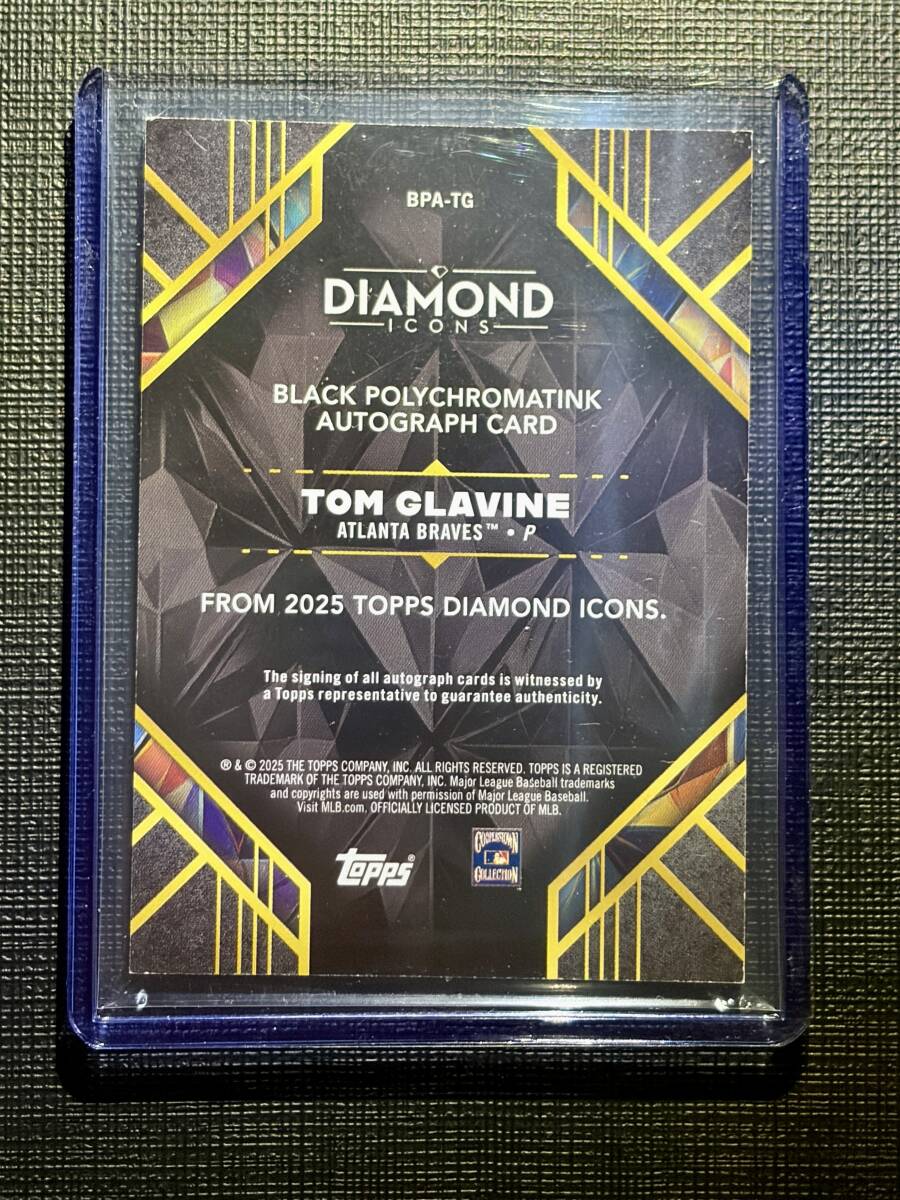 BPA-TG
DIAMOND
ICONS
BLACK POLYCHROMATINK
AUTOGRAPH CARD
TOM GLAVINE
ATLANTA BRAVES™ • P
FROM 2025 TOPPS DIAMOND ICONS.
The signing of all autograph cards is witnessed by
a Topps representative to guarantee authenticity.
® & © 2025 THE TOPPS COMPANY, INC. ALL RIGHTS RESERVED. TOPPS IS A REGISTERED
TRADEMARK OF THE TOPPS COMPANY, INC. Major League Baseball trademarks
and copyrights are used with permission of Major League Baseball.
Visit MLB.com. OFFICIALLY LICENSED PRODUCT OF MLB.
topps®
COOPERSTOWN
COLLECTION